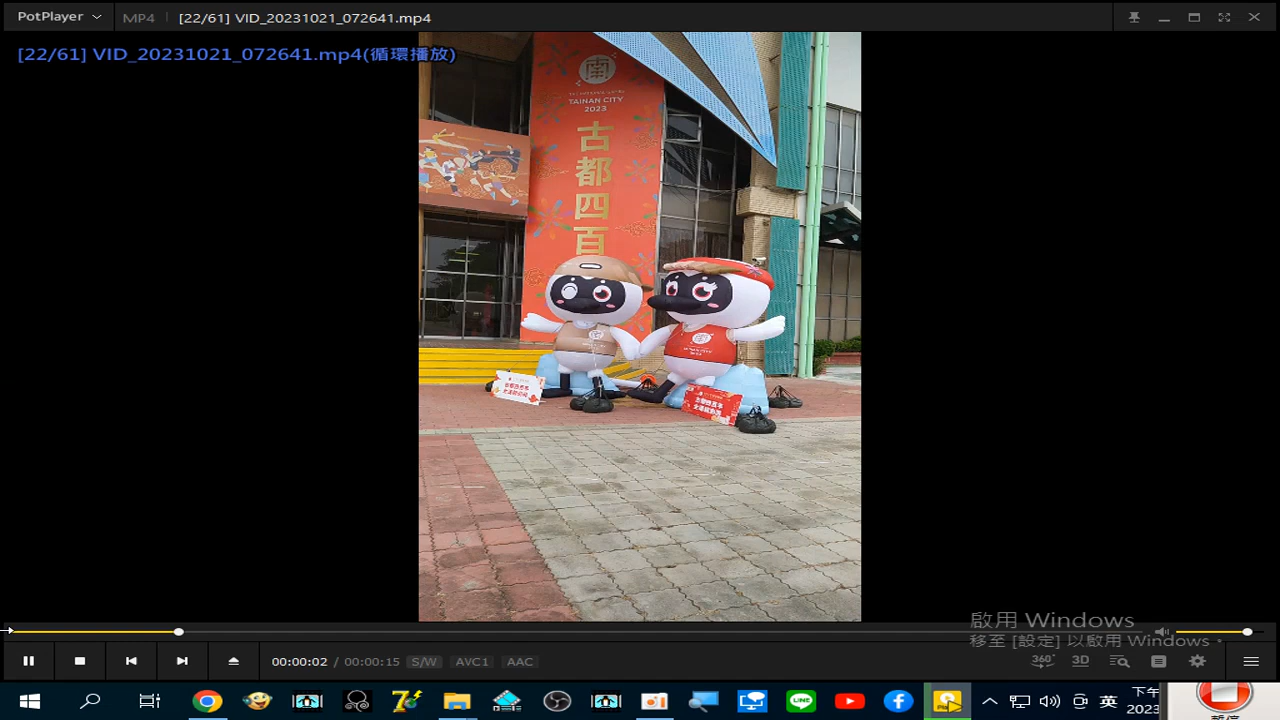 PotPlayer
MP4
[22/61] VID_20231021_072641.mp4
[22/61] VID_20231021_072641.mp4(循環播放)
南
TAINAN CITY
2023
古都四百
啟用 Windows
移至 [設定] 以啟用 Windows。
00:00:02 / 00:00:15 S/W AVC1 AAC
360°
3D
LINE
英
下午
2023